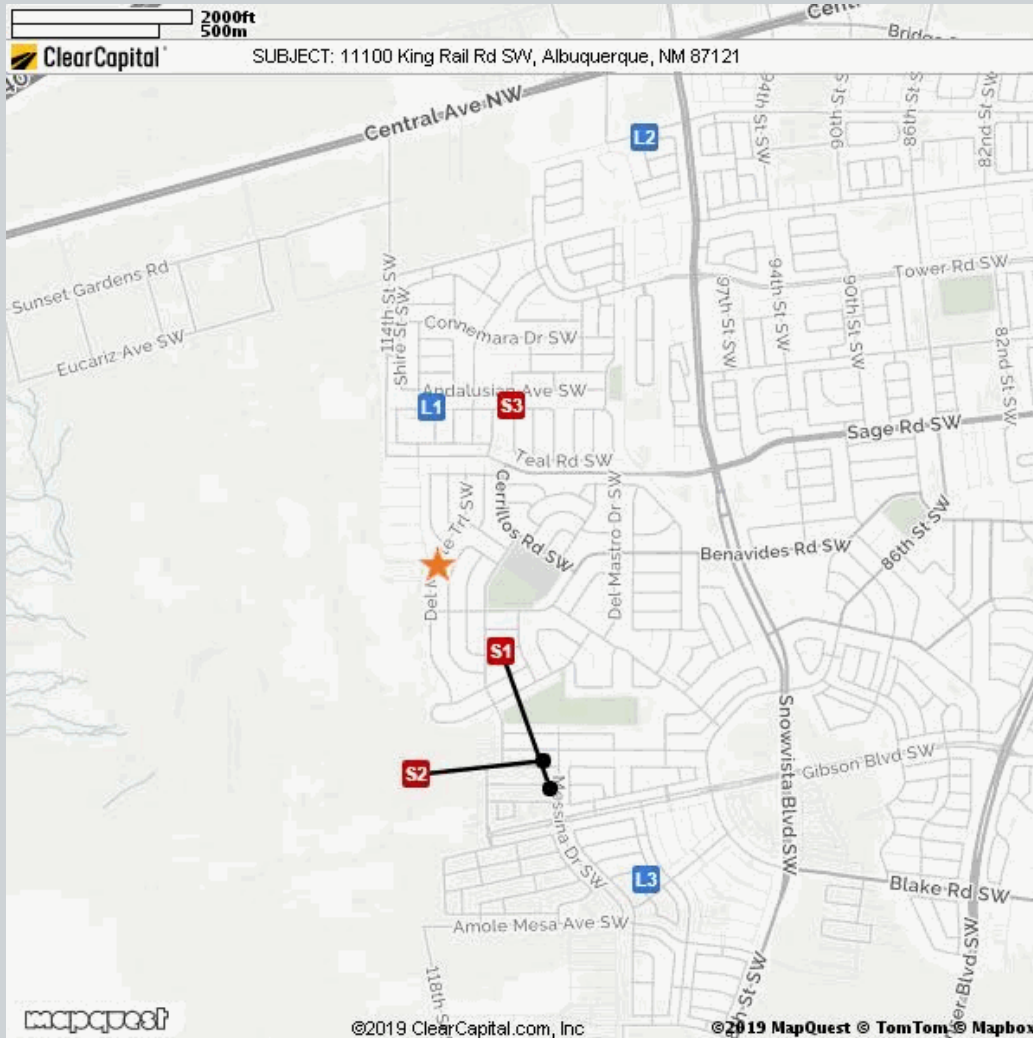 2000ft
500m
ClearCapital
SUBJECT: 11100 King Rail Rd SW, Albuquerque, NM 87121
Central Ave NW
L2
94th St SW
90th St S
86th St S
82nd St SW
Sunset Gardens Rd
Eucariz Ave SW
114th St SW
Shire St SW
Connemara Dr SW
Andalusian Ave SW
97th St SW
94th St SW
90th St SW
Tower Rd SW
82nd St SW
L1
S3
Sage Rd SW
Teal Rd SW
Cerrillos Rd SW
Del Mastro Dr SW
Benavides Rd SW
86th St SW
S1
S2
Messina Dr SW
Gibson Blvd SW
Snowvista Blvd SW
L3
Blake Rd SW
Amole Mesa Ave SW
118th S
mapquest
©2019 ClearCapital.com, Inc
©2019 MapQuest © TomTom © Mapbox